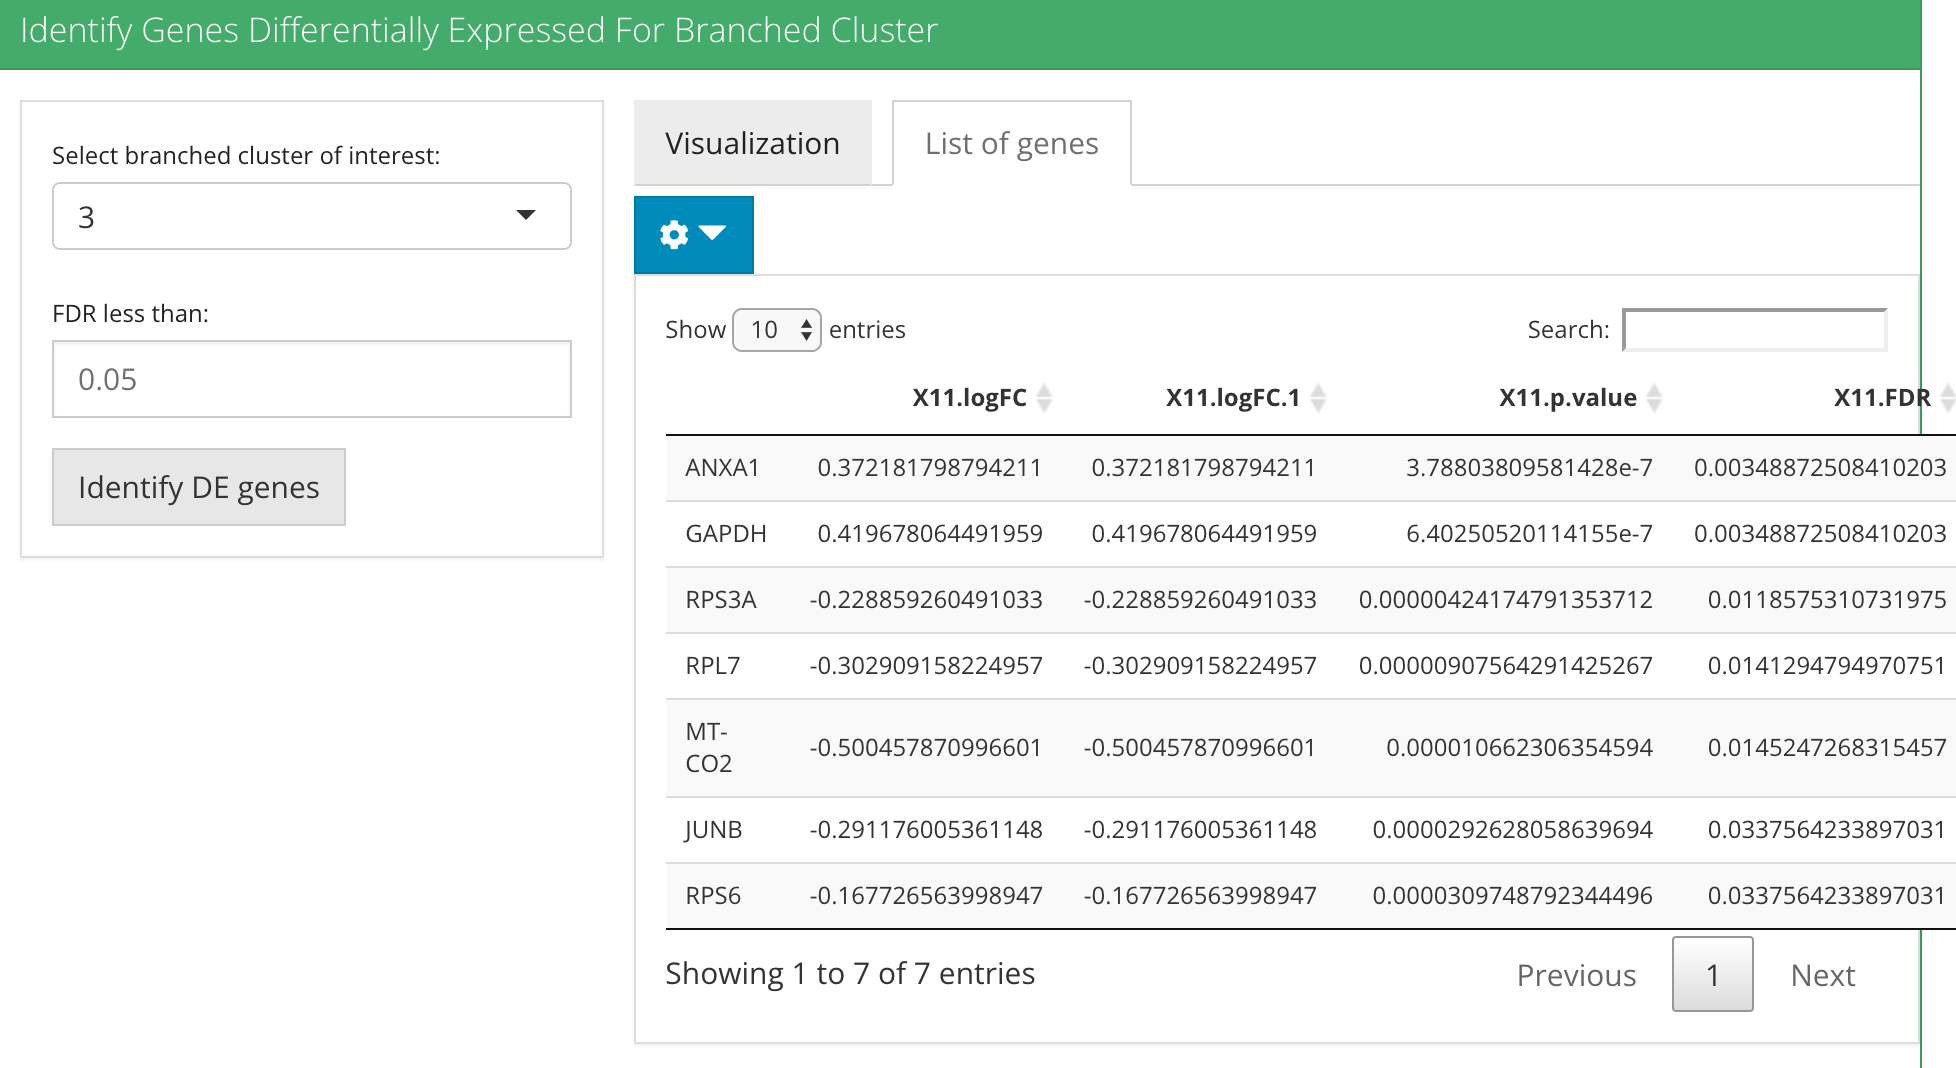 Identify Genes Differentially Expressed For Branched Cluster
Select branched cluster of interest:
3
FDR less than:
0.05
Identify DE genes
Visualization
List of genes
Show 10 entries
Search:
X11.logFC X11.logFC.1 X11.p.value X11.FDR
ANXA1 0.372181798794211 0.372181798794211 3.78803809581428e-7 0.00348872508410203
GAPDH 0.419678064491959 0.419678064491959 6.40250520114155e-7 0.00348872508410203
RPS3A -0.228859260491033 -0.228859260491033 0.00000424174791353712 0.0118575310731975
RPL7 -0.302909158224957 -0.302909158224957 0.00000907564291425267 0.0141294794970751
MT-
CO2 -0.500457870996601 -0.500457870996601 0.0000106623063545​94 0.0145247268315457
JUNB -0.291176005361148 -0.291176005361148 0.0000292628058639694 0.0337564233897031
RPS6 -0.167726563998947 -0.167726563998947 0.0000309748792344496 0.0337564233897031
Showing 1 to 7 of 7 entries
Previous 1 Next